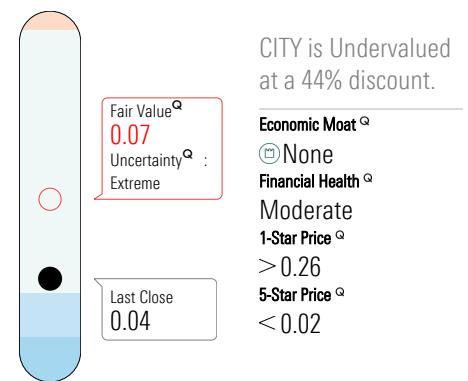 CITY is Undervalued
at a 44% discount.
Fair Value Q
0.07
Uncertainty Q :
Extreme
Last Close
0.04
Economic Moat Q
None
Financial Health Q
Moderate
1-Star Price Q
>0.26
5-Star Price Q
<0.02